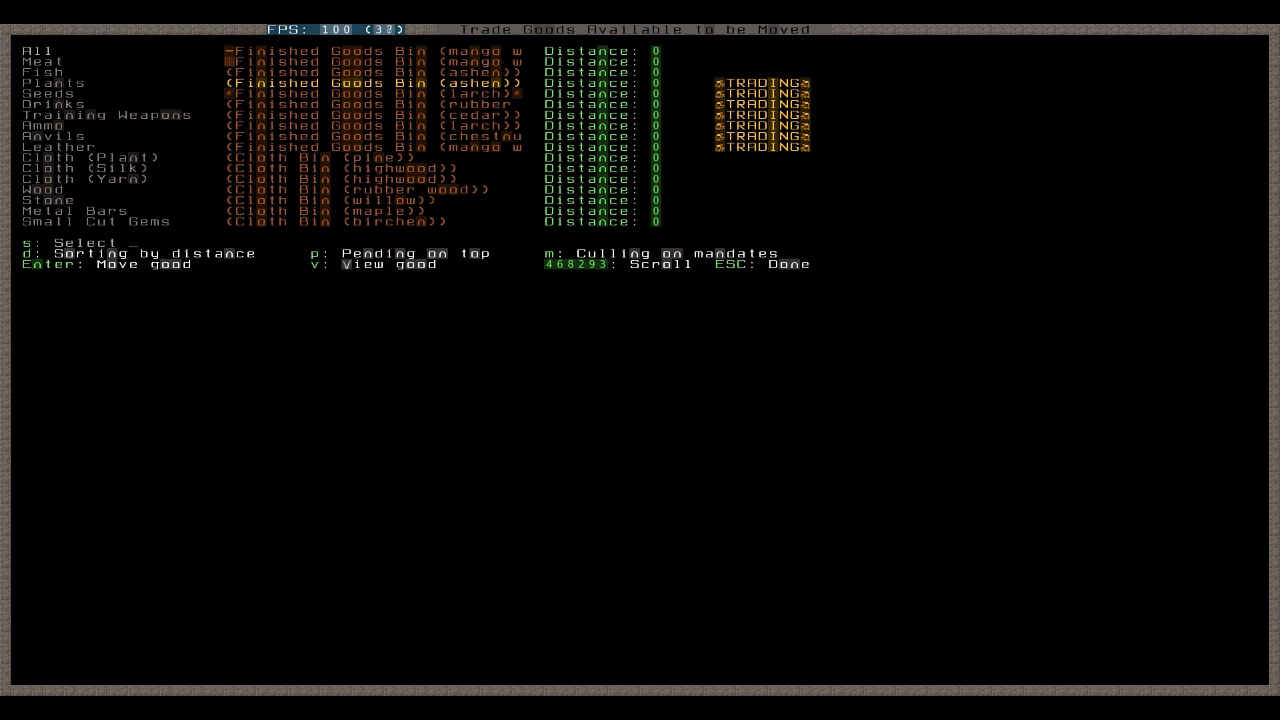 FPS: 100 (37) Trade Goods Available to be Moved
All -Finished Goods Bin (mango w Distance: 0
Meat Finished Goods Bin (mango w Distance: 0
Fish (Finished Goods Bin (ashen)) Distance: 0
Plants (Finished Goods Bin (ashen)) Distance: 0 TRADING
Seeds *Finished Goods Bin (larch)* Distance: 0 TRADING
Drinks (Finished Goods Bin (rubber Distance: 0 TRADING
Training Weapons (Finished Goods Bin (cedar)) Distance: 0 TRADING
Ammo (Finished Goods Bin (larch)) Distance: 0 TRADING
Anvils (Finished Goods Bin (chestnu Distance: 0 TRADING
Leather (Finished Goods Bin (mango w Distance: 0 TRADING
Cloth (Plant) (Cloth Bin (pine)) Distance: 0
Cloth (Silk) (Cloth Bin (highwood)) Distance: 0
Cloth (Yarn) (Cloth Bin (highwood)) Distance: 0
Wood (Cloth Bin (rubber wood)) Distance: 0
Stone (Cloth Bin (willow)) Distance: 0
Metal Bars (Cloth Bin (maple)) Distance: 0
Small Cut Gems (Cloth Bin (birchen)) Distance: 0
s: Select _
d: Sorting by distance p: Pending on top m: Culling on mandates
Enter: Move good v: View good 468293: Scroll ESC: Done